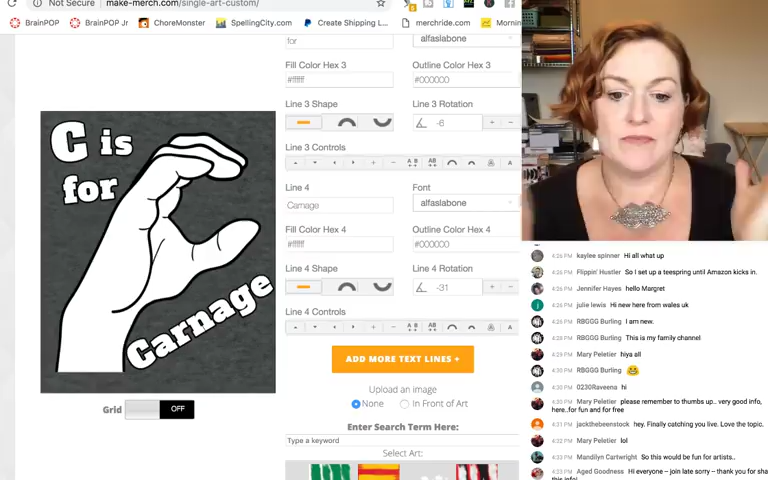 Not Secure | make-merch.com/single-art-custom/
BrainPOP
BrainPOP Jr
ChoreMonster
SpellingCity.com
Create Shipping L...
merchride.com
C is
for
Carnage
Grid
OFF
for
alfaslabone
Fill Color Hex 3
Outline Color Hex 3
#ffffff
#000000
Line 3 Shape
Line 3 Rotation
-6
+ −
Line 3 Controls
Line 4
Font
Carnage
alfaslabone
Fill Color Hex 4
Outline Color Hex 4
#ffffff
#000000
Line 4 Shape
Line 4 Rotation
-31
+ −
Line 4 Controls
ADD MORE TEXT LINES +
Upload an image
None
In Front of Art
Enter Search Term Here:
Type a keyword
Select Art:
4:26 PM kaylee spinner Hi all what up
4:26 PM Flippin' Hustler So I set up a teespring until Amazon kicks in.
4:26 PM Jennifer Hayes hello Margret
4:26 PM julie lewis Hi new here from wales uk
4:26 PM RBGGG Burling I am new.
4:28 PM RBGGG Burling This is my family channel
4:29 PM Mary Peletier hiya all
4:30 PM RBGGG Burling 😂
4:30 PM 0230Raveena hi
4:30 PM Mary Peletier please remember to thumbs up.. very good info,
here..for fun and for free
4:31 PM jackthebeenstock hey. Finally catching you live. Love the topic.
4:32 PM Mary Peletier lol
4:33 PM Mandilyn Cartwright So this would be fun for artists..
4:35 PM Aged Goodness HI everyone -- join late sorry -- thank you for sha
this info!